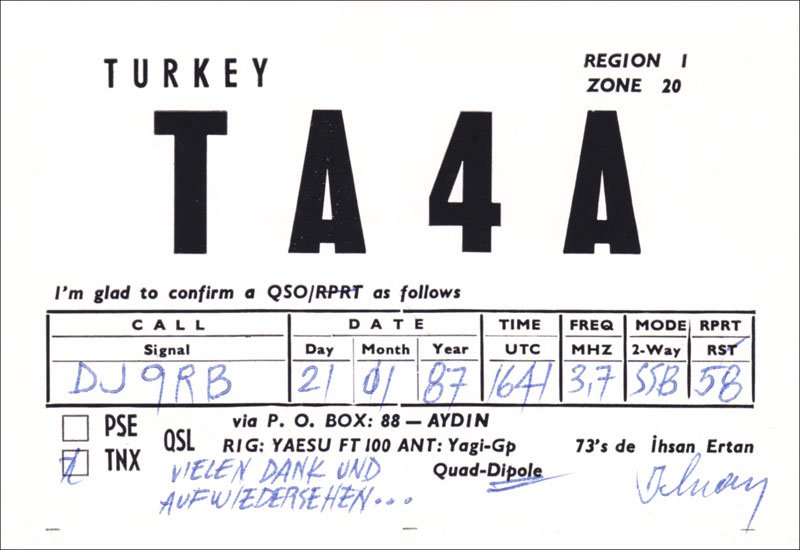 TURKEY
REGION 1
ZONE 20
TA4A
I'm glad to confirm a QSO/RPRT as follows
CALL DATE TIME FREQ MODE RPRT
Signal Day Month Year UTC MHZ 2-Way RST
DJ9RB 21 01 87 1641 3,7 SSB 58
PSE
TNX
QSL
via P. O. BOX: 88 — AYDIN
RIG: YAESU FT 100 ANT: Yagi-Gp
Quad-Dipole
73's de İhsan Ertan
VIELEN DANK UND
AUFWIEDERSEHEN...